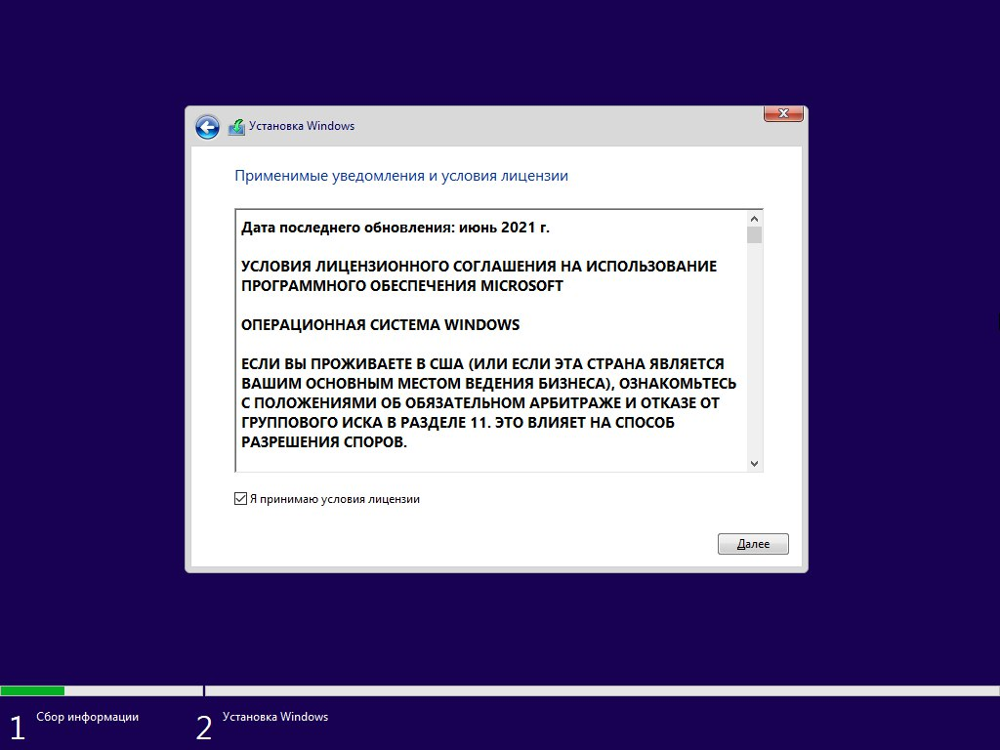 Установка Windows
Применимые уведомления и условия лицензии
Дата последнего обновления: июнь 2021 г.
УСЛОВИЯ ЛИЦЕНЗИОННОГО СОГЛАШЕНИЯ НА ИСПОЛЬЗОВАНИЕ
ПРОГРАММНОГО ОБЕСПЕЧЕНИЯ MICROSOFT
ОПЕРАЦИОННАЯ СИСТЕМА WINDOWS
ЕСЛИ ВЫ ПРОЖИВАЕТЕ В США (ИЛИ ЕСЛИ ЭТА СТРАНА ЯВЛЯЕТСЯ
ВАШИМ ОСНОВНЫМ МЕСТОМ ВЕДЕНИЯ БИЗНЕСА), ОЗНАКОМЬТЕСЬ
С ПОЛОЖЕНИЯМИ ОБ ОБЯЗАТЕЛЬНОМ АРБИТРАЖЕ И ОТКАЗЕ ОТ
ГРУППОВОГО ИСКА В РАЗДЕЛЕ 11. ЭТО ВЛИЯЕТ НА СПОСОБ
РАЗРЕШЕНИЯ СПОРОВ.
Я принимаю условия лицензии
Далее
1 Сбор информации
2 Установка Windows